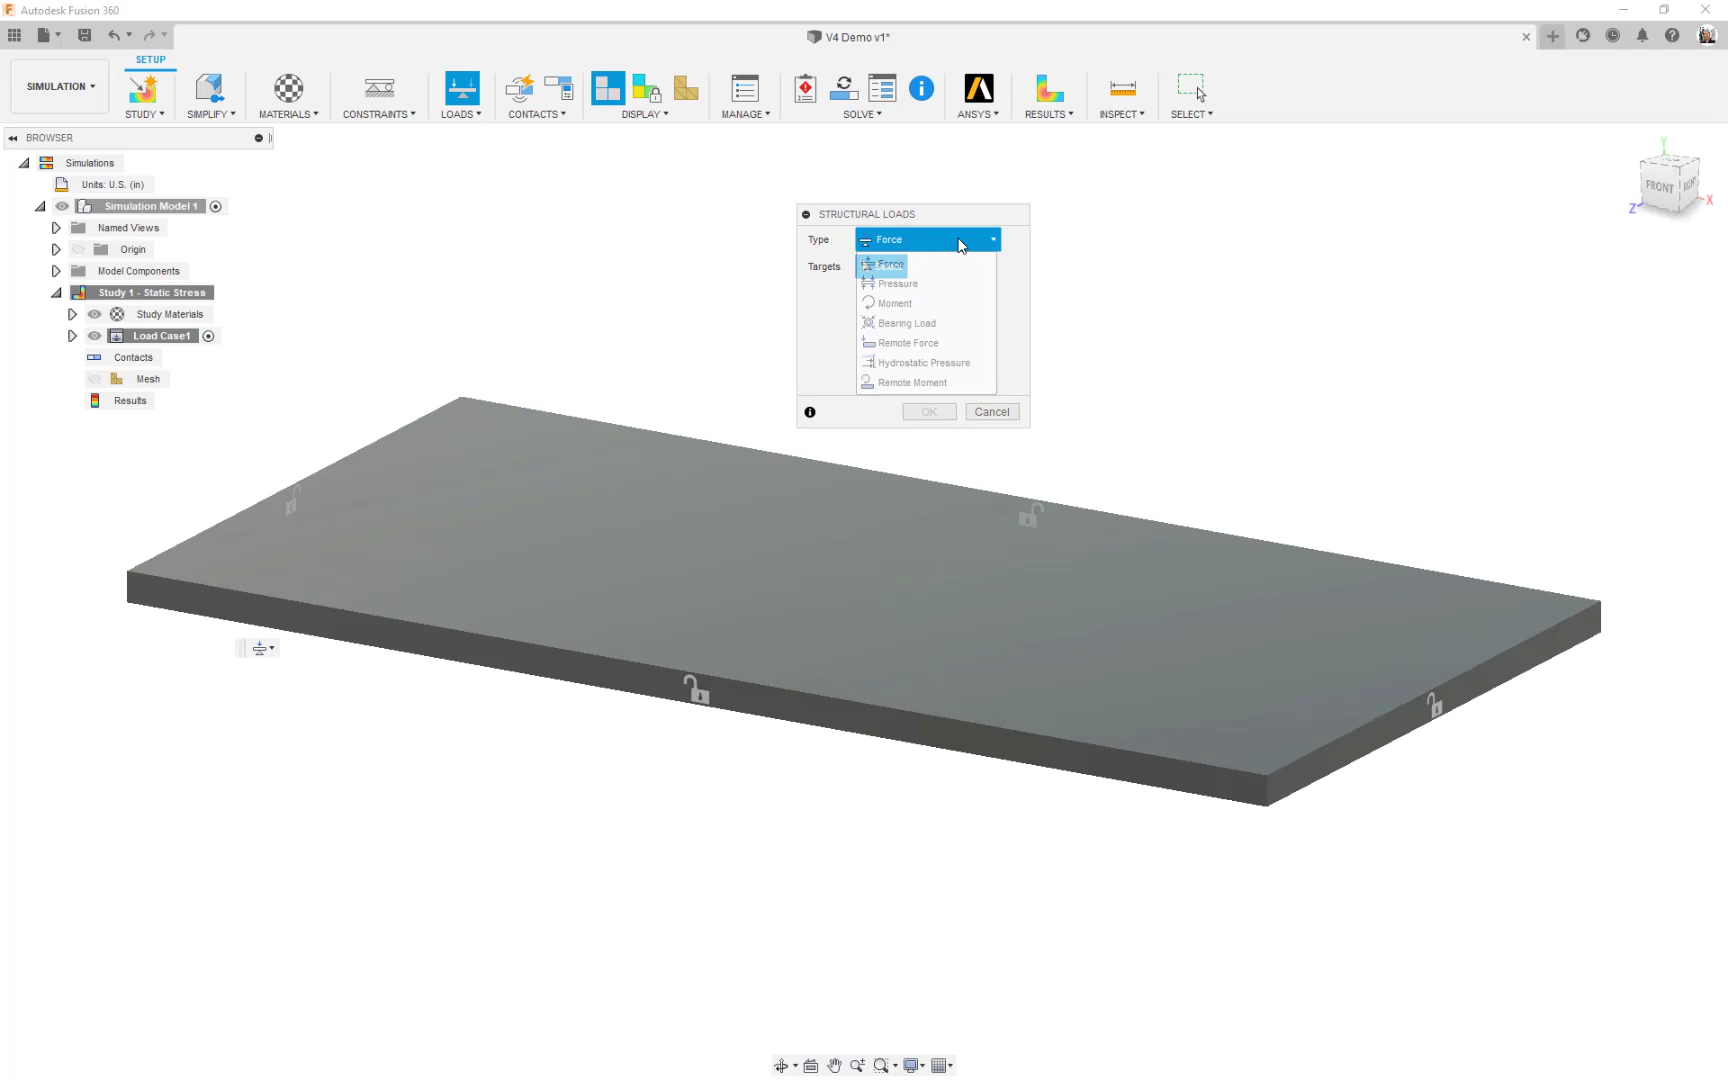 Autodesk Fusion 360
V4 Demo v1*
SETUP
SIMULATION
STUDY
SIMPLIFY
MATERIALS
CONSTRAINTS
LOADS
CONTACTS
DISPLAY
MANAGE
SOLVE
ANSYS
RESULTS
INSPECT
SELECT
BROWSER
Simulations
Units: U.S. (in)
Simulation Model 1
Named Views
Origin
Model Components
Study 1 - Static Stress
Study Materials
Load Case1
Contacts
Mesh
Results
STRUCTURAL LOADS
Type
Force
Targets
Force
Pressure
Moment
Bearing Load
Remote Force
Hydrostatic Pressure
Remote Moment
OK
Cancel
Y
FRONT
RIGHT
X
Z